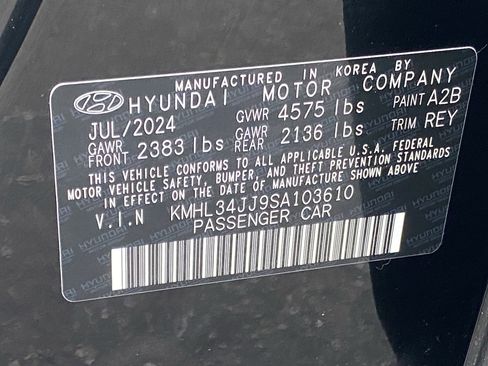 MANUFACTURED IN KOREA BY
HYUNDAI MOTOR COMPANY
JUL/2024 GVWR 4575 lbs PAINT A2B
GAWR FRONT 2383 lbs GAWR REAR 2136 lbs TRIM REY
THIS VEHICLE CONFORMS TO ALL APPLICABLE U.S.A. FEDERAL
MOTOR VEHICLE SAFETY, BUMPER, AND THEFT PREVENTION STANDARDS
IN EFFECT ON THE DATE OF MANUFACTURE SHOWN ABOVE.
V.I.N KMHL34JJ9SA103610
PASSENGER CAR